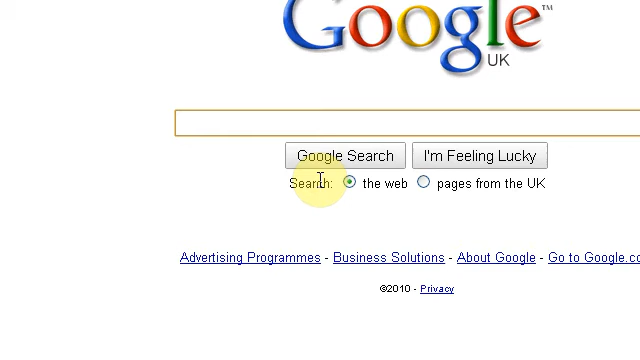 Google™
UK
Google Search I'm Feeling Lucky
Search: the web pages from the UK
Advertising Programmes - Business Solutions - About Google - Go to Google.co
©2010 - Privacy